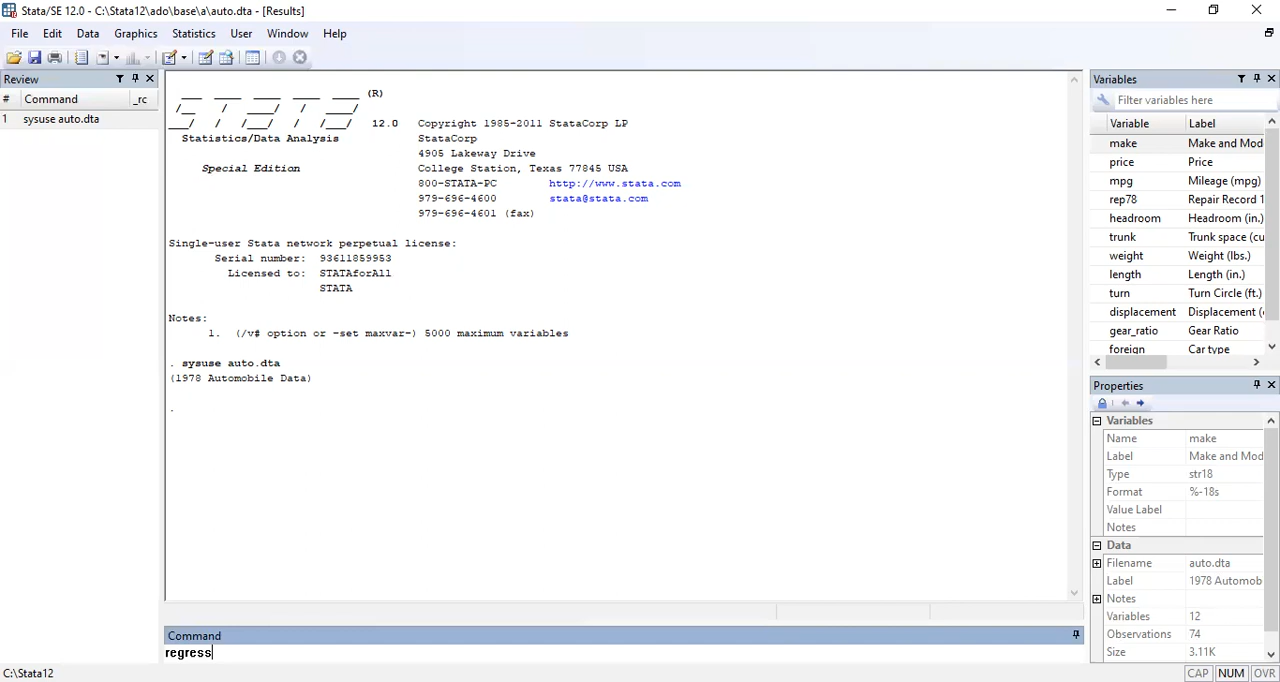 Stata/SE 12.0 - C:\Stata12\ado\base\a\auto.dta - [Results]
File Edit Data Graphics Statistics User Window Help
Review
# Command _rc
1 sysuse auto.dta
STATA (R)
12.0 Copyright 1985-2011 StataCorp LP
Statistics/Data Analysis StataCorp
4905 Lakeway Drive
Special Edition College Station, Texas 77845 USA
800-STATA-PC http://www.stata.com
979-696-4600 stata@stata.com
979-696-4601 (fax)
Single-user Stata network perpetual license:
Serial number: 93611859953
Licensed to: STATAforAll
STATA
Notes:
1. (/v# option or -set maxvar-) 5000 maximum variables
. sysuse auto.dta
(1978 Automobile Data)
.
Command
regress
Variables
Filter variables here
Variable Label
make Make and Mod
price Price
mpg Mileage (mpg)
rep78 Repair Record 1
headroom Headroom (in.)
trunk Trunk space (cu
weight Weight (lbs.)
length Length (in.)
turn Turn Circle (ft.)
displacement Displacement (c
gear_ratio Gear Ratio
foreign Car type
Properties
Variables
Name make
Label Make and Mod
Type str18
Format %-18s
Value Label
Notes
Data
Filename auto.dta
Label 1978 Automob
Notes
Variables 12
Observations 74
Size 3.11K
C:\Stata12
CAP NUM OVR